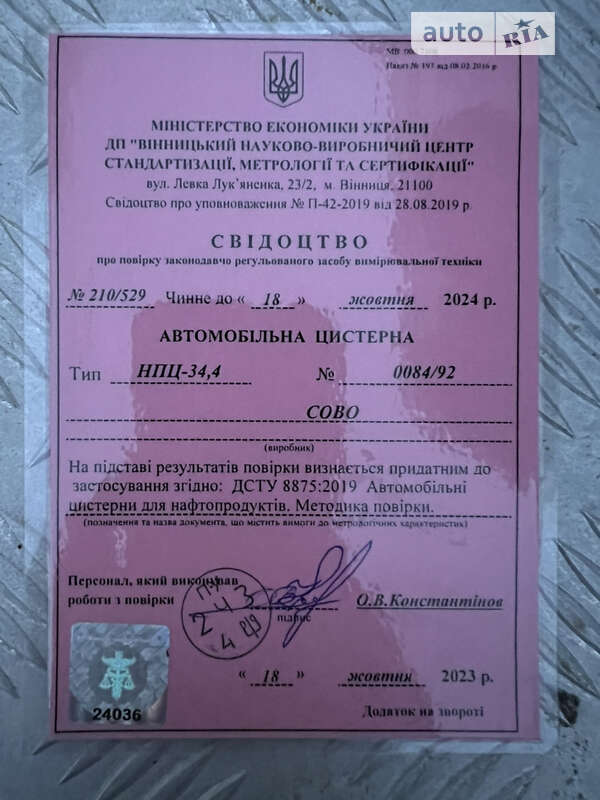 auto RIA
Наказ № 193 від 08.02.2016 р.
МІНІСТЕРСТВО ЕКОНОМІКИ УКРАЇНИ
ДП "ВІННИЦЬКИЙ НАУКОВО-ВИРОБНИЧИЙ ЦЕНТР
СТАНДАРТИЗАЦІЇ, МЕТРОЛОГІЇ ТА СЕРТИФІКАЦІЇ"
вул. Левка Лук'янсика, 23/2, м. Вінниця, 21100
Свідоцтво про уповноваження № П-42-2019 від 28.08.2019 р.
СВІДОЦТВО
про повірку законодавчо регульованого засобу вимірювальної техніки
№ 210/529 Чинне до « 18 » жовтня 2024 р.
АВТОМОБІЛЬНА ЦИСТЕРНА
Тип НПЦ-34,4 № 0084/92
СОВО
(виробник)
На підставі результатів повірки визнається придатним до
застосування згідно: ДСТУ 8875:2019 Автомобільні
цистерни для нафтопродуктів. Методика повірки.
(позначення та назва документа, що містить вимоги до метрологічних характеристик)
Персонал, який виконував
роботи з повірки О.В.Константінов
підпис
24036
« 18 » жовтня 2023 р.
Додаток на звороті